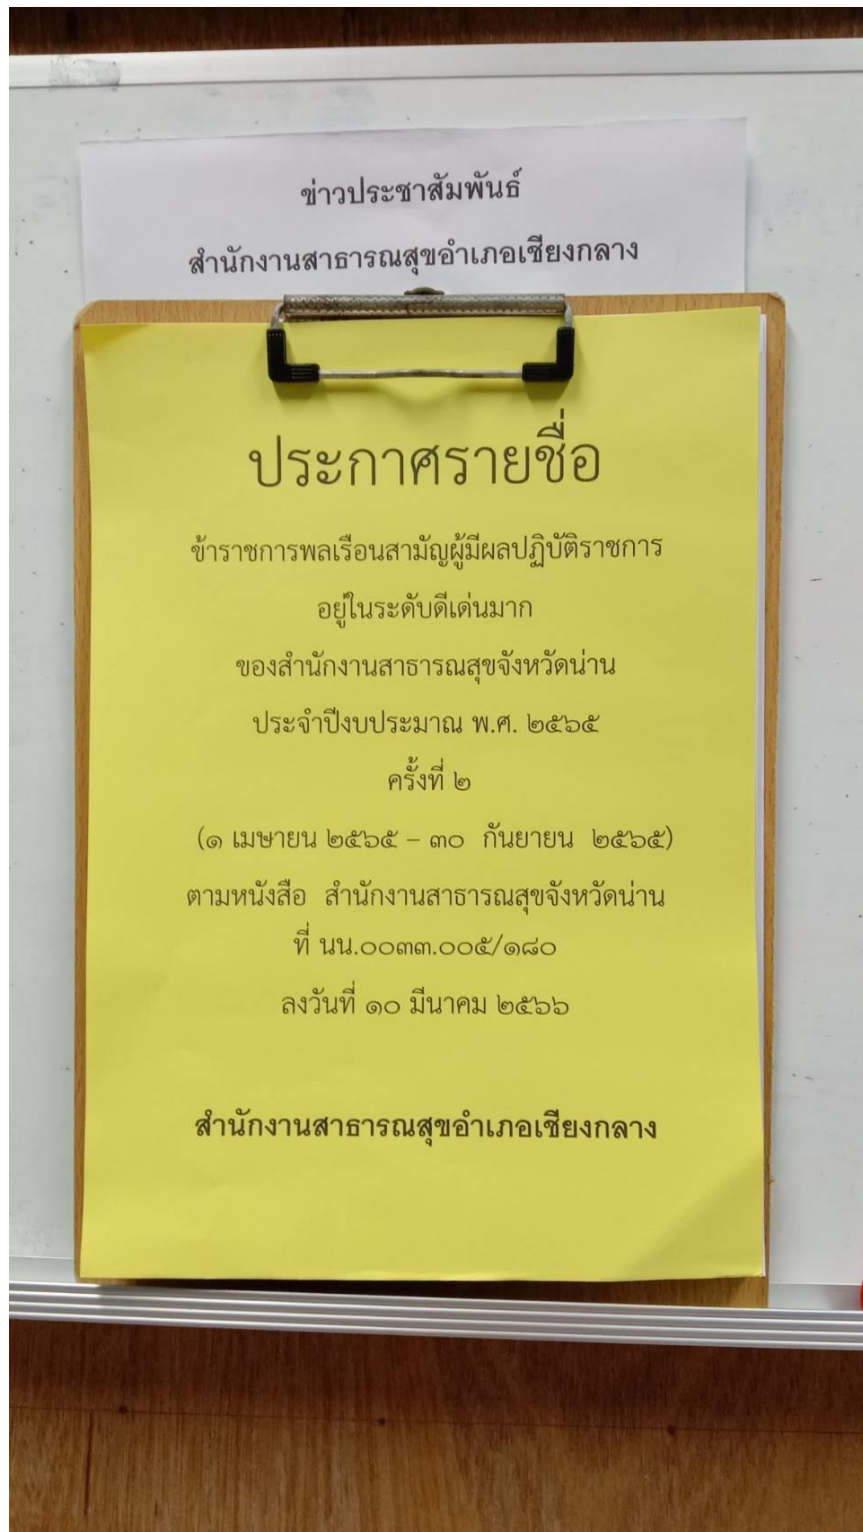 ข่าวประชาสัมพันธ์
สำนักงานสาธารณสุขอำเภอเชียงกลาง
ประกาศรายชื่อ
ข้าราชการพลเรือนสามัญผู้มีผลปฏิบัติราชการ
อยู่ในระดับดีเด่นมาก
ของสำนักงานสาธารณสุขจังหวัดน่าน
ประจำปีงบประมาณ พ.ศ. ๒๕๖๕
ครั้งที่ ๒
(๑ เมษายน ๒๕๖๕ – ๓๐ กันยายน ๒๕๖๕)
ตามหนังสือ สำนักงานสาธารณสุขจังหวัดน่าน
ที่ นน.๐๐๓๓.๐๐๕/๑๘๐
ลงวันที่ ๑๐ มีนาคม ๒๕๖๖
สำนักงานสาธารณสุขอำเภอเชียงกลาง